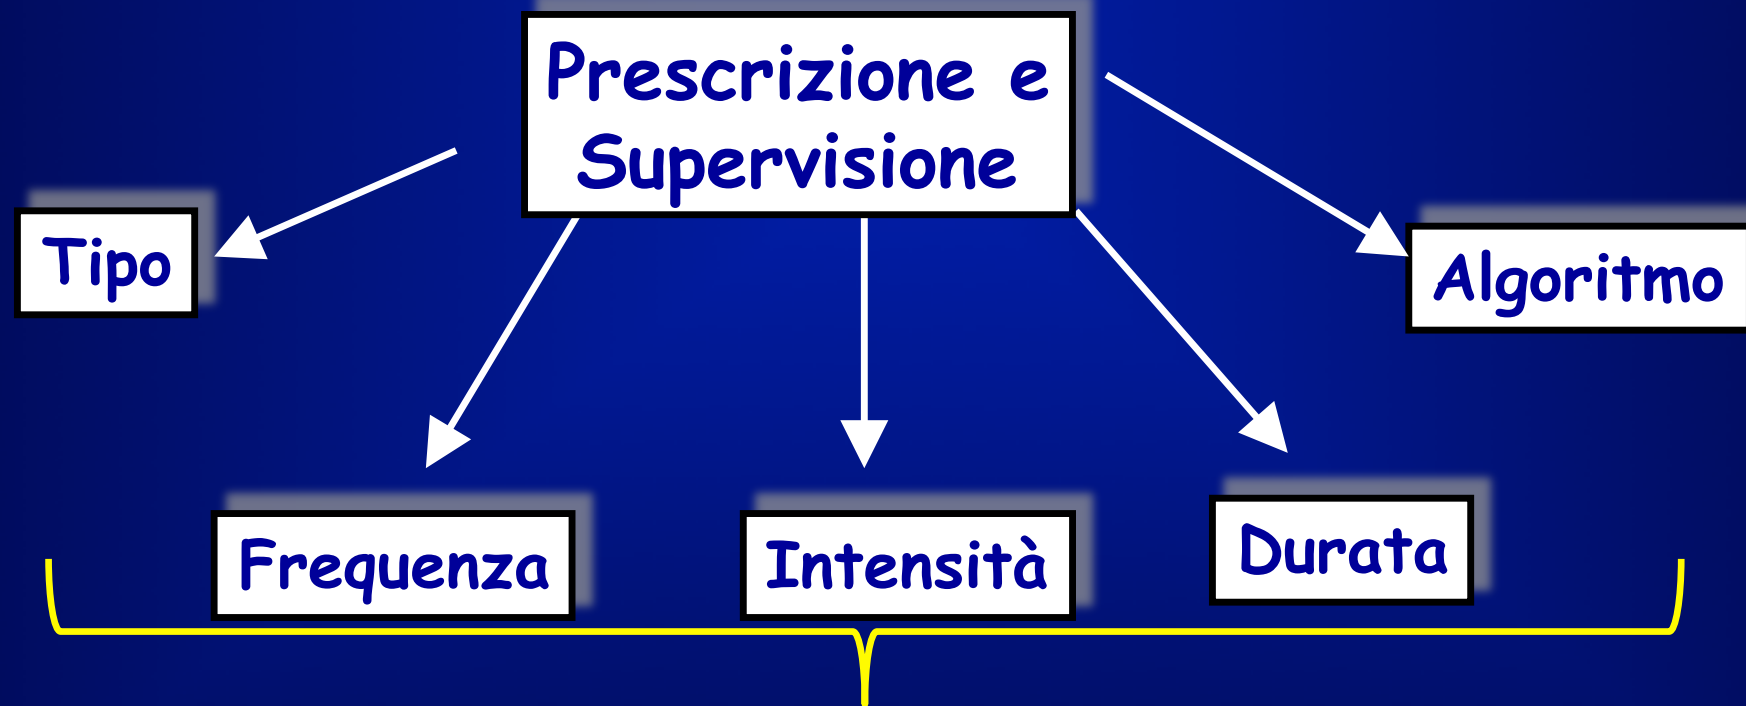 Prescrizione e
Supervisione
Tipo
Algoritmo
Frequenza
Intensità
Durata